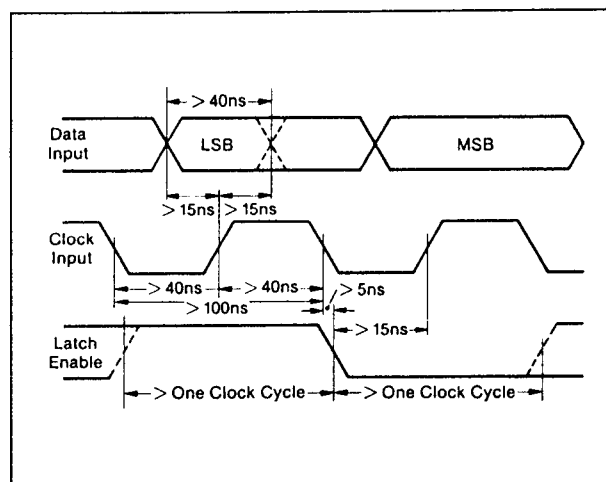 > 40ns
Data Input
LSB
MSB
> 15ns
> 15ns
Clock Input
> 40ns
> 40ns
> 5ns
> 100ns
> 15ns
Latch Enable
> One Clock Cycle
> One Clock Cycle